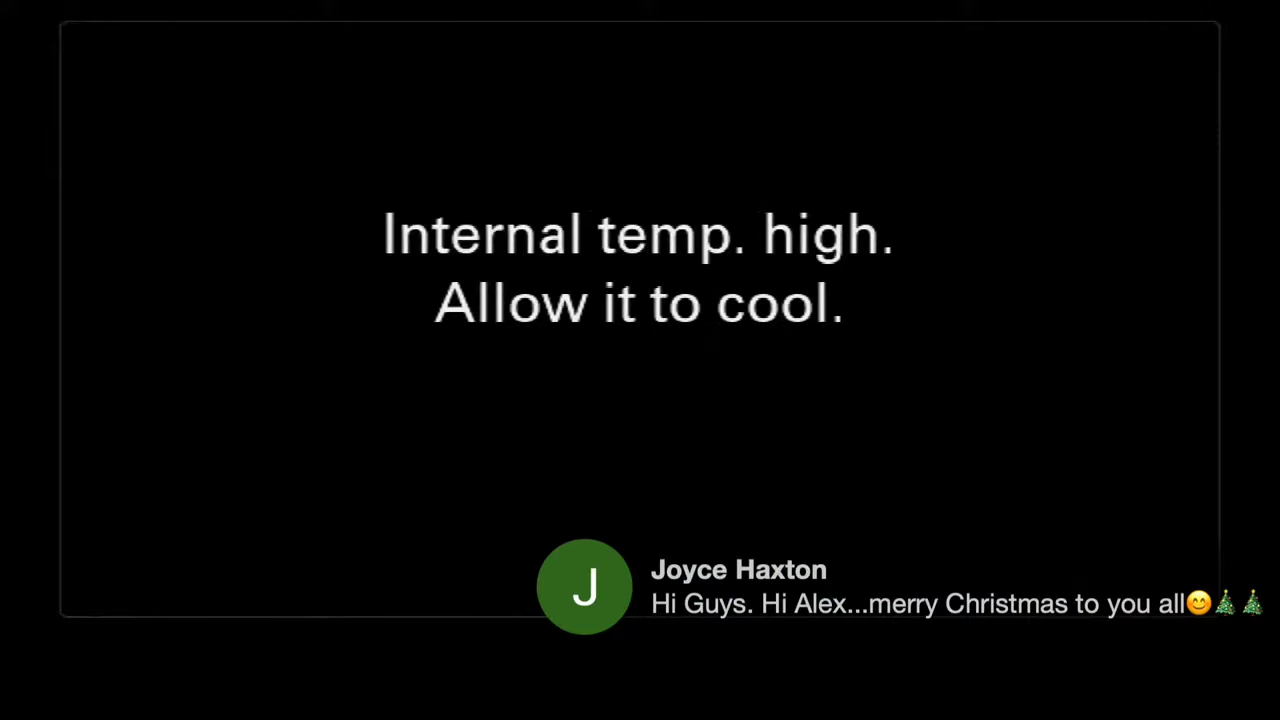 Internal temp. high.
Allow it to cool.
J
Joyce Haxton
Hi Guys. Hi Alex...merry Christmas to you all😊🎄🎄